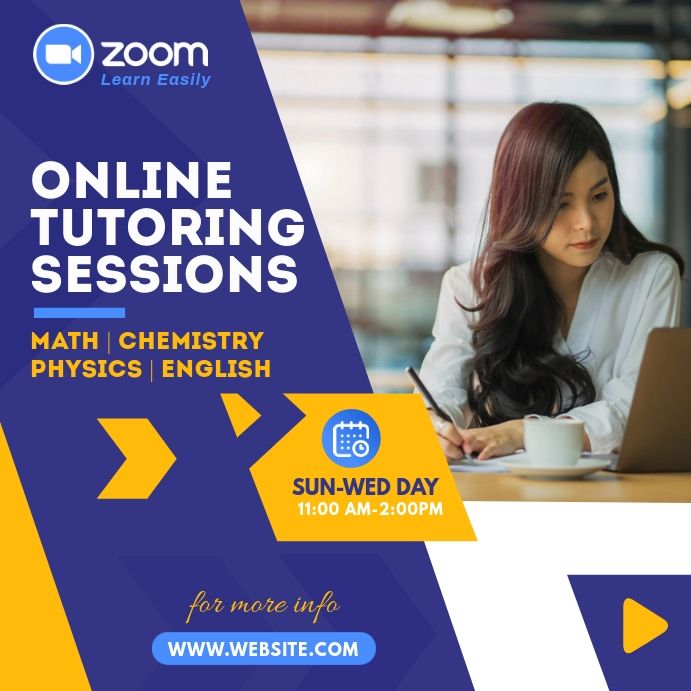 zoom
Learn Easily
ONLINE
TUTORING
SESSIONS
MATH | CHEMISTRY
PHYSICS | ENGLISH
SUN-WED DAY
11:00 AM-2:00PM
for more info
WWW.WEBSITE.COM